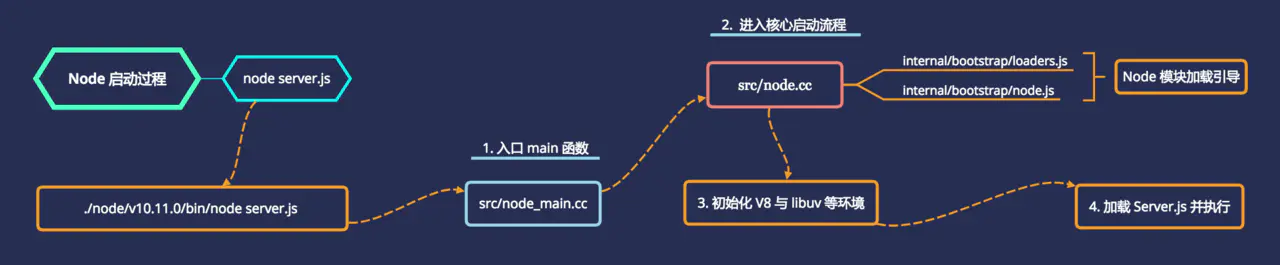 Node 启动过程
node server.js
./node/v10.11.0/bin/node server.js
1. 入口 main 函数
src/node_main.cc
2. 进入核心启动流程
src/node.cc
internal/bootstrap/loaders.js
internal/bootstrap/node.js
Node 模块加载引导
3. 初始化 V8 与 libuv 等环境
4. 加载 Server.js 并执行